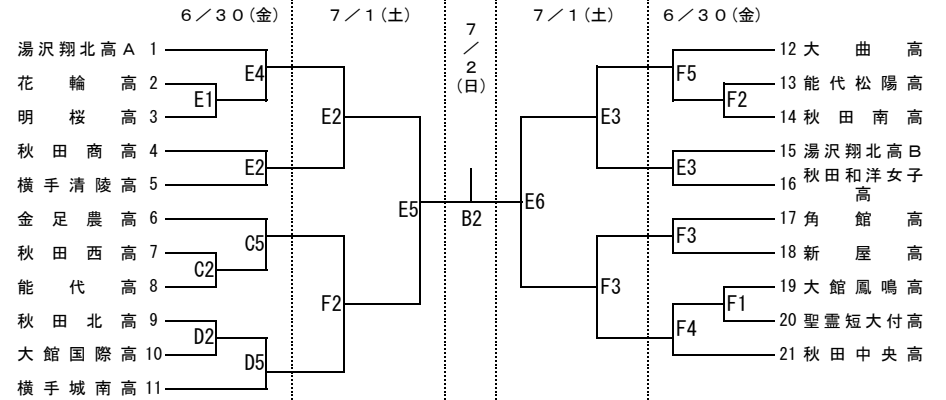 6／30（金）
7／1（土）
7／2（日）
7／1（土）
6／30（金）
湯沢翔北高A 1
花輪高 2
明桜高 3
秋田商高 4
横手清陵高 5
金足農高 6
秋田西高 7
能代高 8
秋田北高 9
大館国際高 10
横手城南高 11
E4
E1
E2
E2
C5
C2
F2
D2
D5
E5
B2
E6
E3
F5
F2
E3
F3
F3
F1
F4
12 大曲高
13 能代松陽高
14 秋田南高
15 湯沢翔北高B
16 秋田和洋女子
高
17 角館高
18 新屋高
19 大館鳳鳴高
20 聖霊短大付高
21 秋田中央高